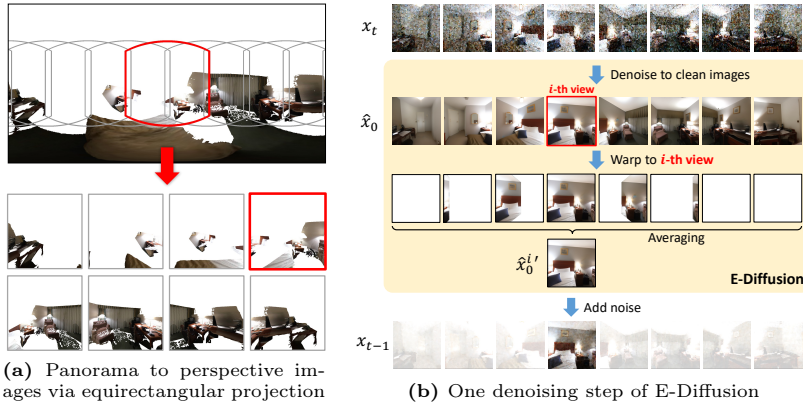 x_t
Denoise to clean images
i-th view
x̂_0
Warp to i-th view
Averaging
x̂_0^i ′
E-Diffusion
Add noise
x_{t−1}
(a) Panorama to perspective im-
ages via equirectangular projection
(b) One denoising step of E-Diffusion